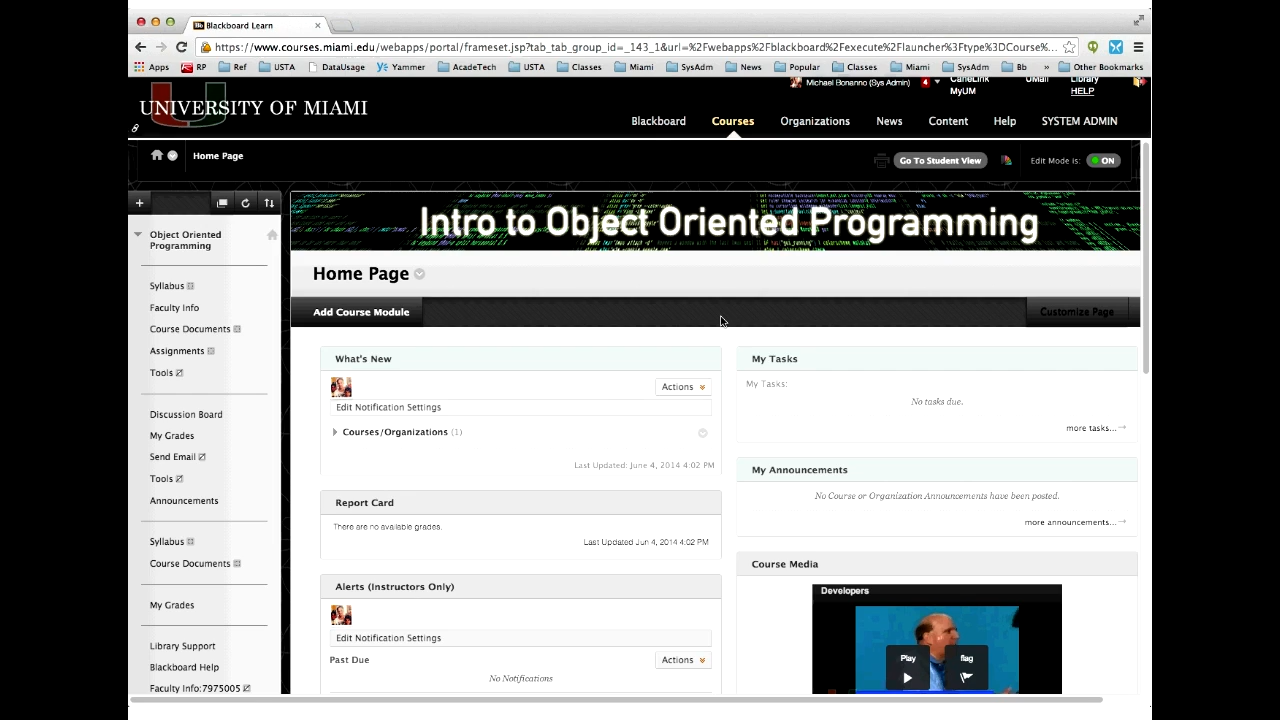 Blackboard Learn
https://www.courses.miami.edu/webapps/portal/frameset.jsp?tab_tab_group_id=_143_1&url=%2Fwebapps%2Fblackboard%2Fexecute%2Flauncher%3Ftype%3DCourse%...
Apps RP Ref USTA DataUsage Yammer AcadeTech USTA Classes Miami SysAdm News Popular Classes Miami SysAdm Bb » Other Bookmarks
Michael Bonanno (Sys Admin) 4 CaneLink UMail Library
MyUM HELP
UNIVERSITY OF MIAMI
Blackboard Courses Organizations News Content Help SYSTEM ADMIN
Home Page Go To Student View Edit Mode is: ON
Intro to Object Oriented Programming
Object Oriented
Programming
Syllabus
Faculty Info
Course Documents
Assignments
Tools
Discussion Board
My Grades
Send Email
Tools
Announcements
Syllabus
Course Documents
My Grades
Library Support
Blackboard Help
Faculty Info:7975005
Home Page
Add Course Module Customize Page
What's New
Actions
Edit Notification Settings
Courses/Organizations (1)
Last Updated: June 4, 2014 4:02 PM
Report Card
There are no available grades.
Last Updated Jun 4, 2014 4:02 PM
Alerts (Instructors Only)
Edit Notification Settings
Past Due Actions
No Notifications
My Tasks
My Tasks:
No tasks due.
more tasks...
My Announcements
No Course or Organization Announcements have been posted.
more announcements...
Course Media
Developers
Play flag